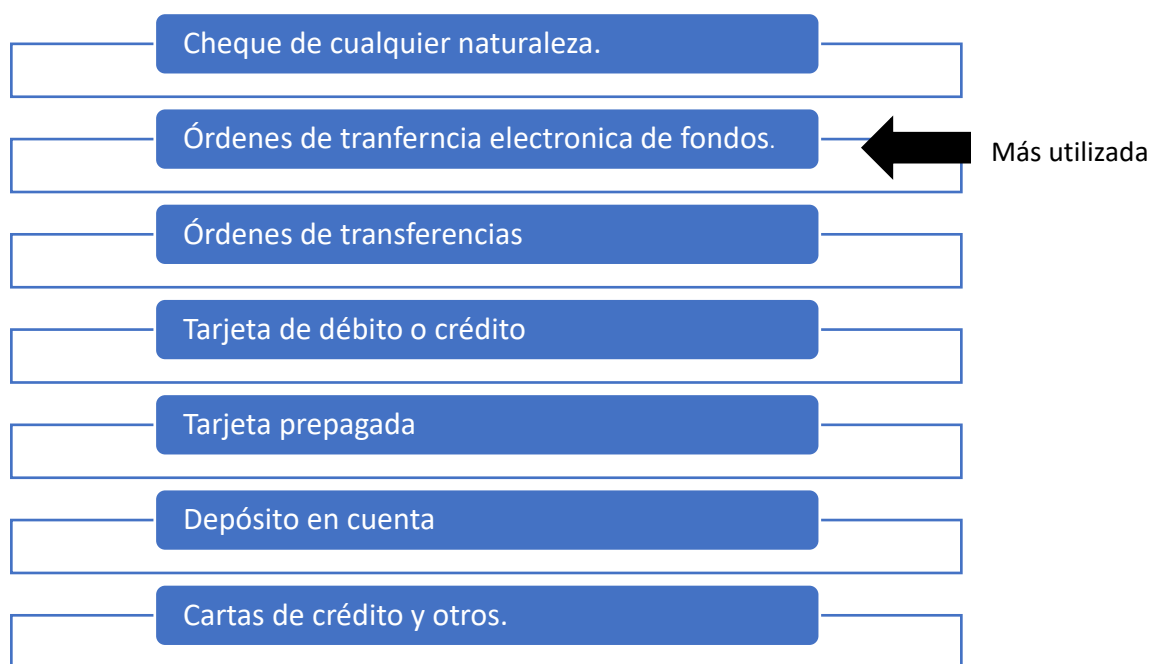 Cheque de cualquier naturaleza.
Órdenes de tranferncia electronica de fondos.
Más utilizada
Órdenes de transferencias
Tarjeta de débito o crédito
Tarjeta prepagada
Depósito en cuenta
Cartas de crédito y otros.